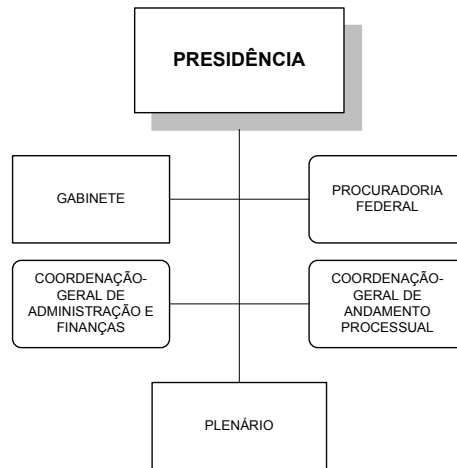 PRESIDÊNCIA
GABINETE
PROCURADORIA
FEDERAL
COORDENAÇÃO-
GERAL DE
ADMINISTRAÇÃO E
FINANÇAS
COORDENAÇÃO-
GERAL DE
ANDAMENTO
PROCESSUAL
PLENÁRIO